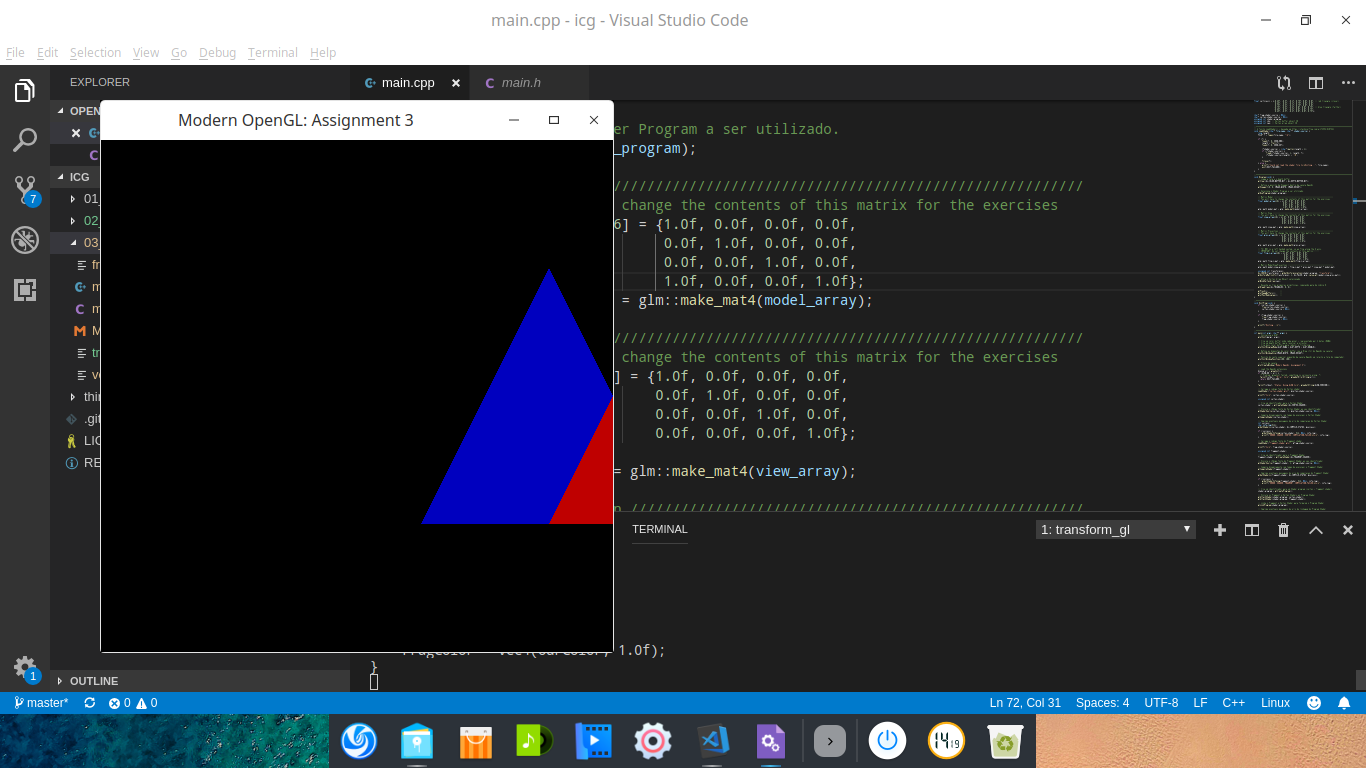 main.cpp - icg - Visual Studio Code
File Edit Selection View Go Debug Terminal Help
EXPLORER
main.cpp
main.h
OPEN
ICG
01_
02_
03_
fr
m
m
M
tr
ve
thir
.git
LIC
RE
7
1
OUTLINE
Modern OpenGL: Assignment 3
er Program a ser utilizado.
_program);
////////////////////////////////////////////////////////
change the contents of this matrix for the exercises
6] = {1.0f, 0.0f, 0.0f, 0.0f,
0.0f, 1.0f, 0.0f, 0.0f,
0.0f, 0.0f, 1.0f, 0.0f,
1.0f, 0.0f, 0.0f, 1.0f};
= glm::make_mat4(model_array);
////////////////////////////////////////////////////////
change the contents of this matrix for the exercises
] = {1.0f, 0.0f, 0.0f, 0.0f,
0.0f, 1.0f, 0.0f, 0.0f,
0.0f, 0.0f, 1.0f, 0.0f,
0.0f, 0.0f, 0.0f, 1.0f};
= glm::make_mat4(view_array);
TERMINAL
1: transform_gl
1.0f);
}
master* 0 0 Ln 72, Col 31 Spaces: 4 UTF-8 LF C++ Linux
14 19